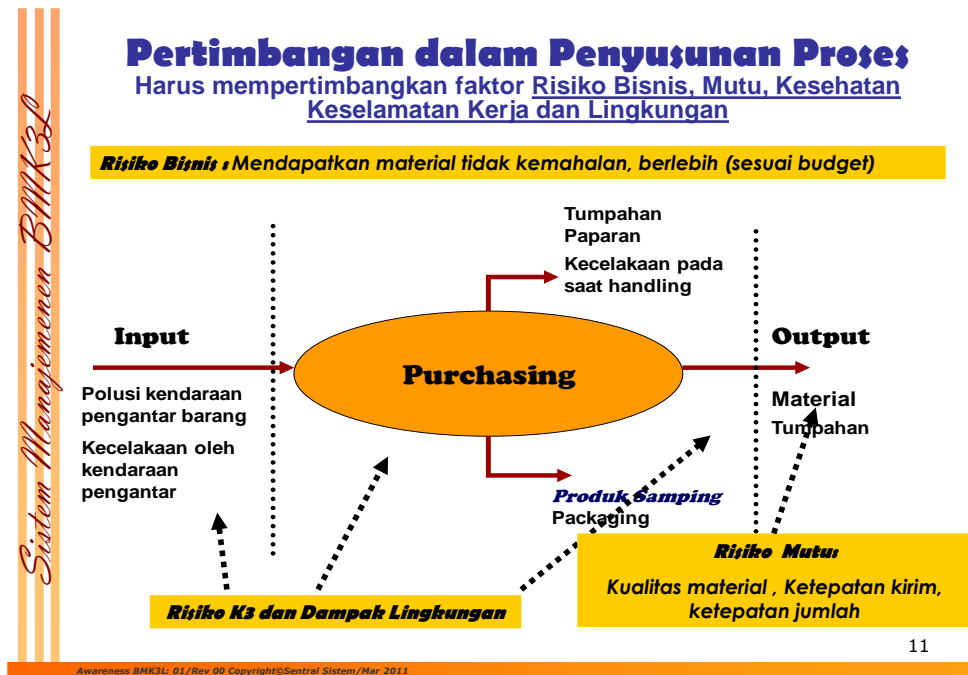 Pertimbangan dalam Penyusunan Proses
Harus mempertimbangkan faktor Risiko Bisnis, Mutu, Kesehatan
Keselamatan Kerja dan Lingkungan
Sistem Manajemenen BMK3L
Risiko Bisnis : Mendapatkan material tidak kemahalan, berlebih (sesuai budget)
Tumpahan
Paparan
Kecelakaan pada
saat handling
Input
Purchasing
Output
Polusi kendaraan
pengantar barang
Kecelakaan oleh
kendaraan
pengantar
Material
Tumpahan
Produk Samping
Packaging
Risiko Mutu:
Kualitas material , Ketepatan kirim,
ketepatan jumlah
Risiko K3 dan Dampak Lingkungan
11
Awareness BMK3L: 01/Rev 00 Copyright©Sentral Sistem/Mar 2011